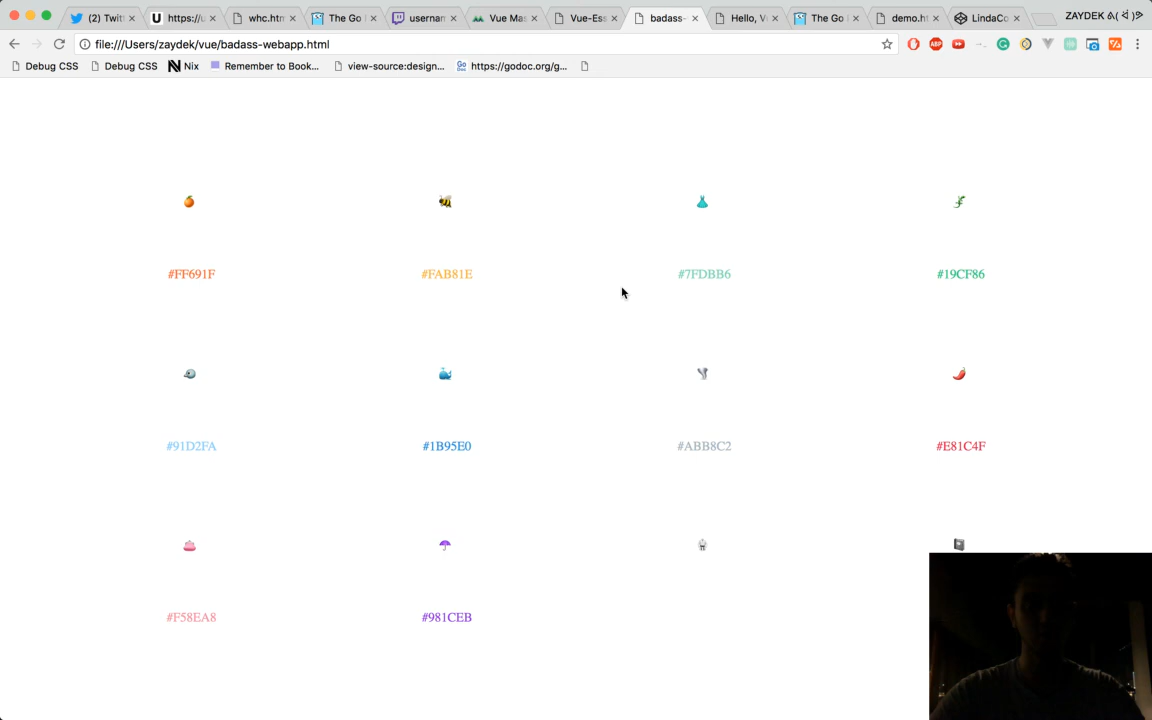 (2) Twitt
https://u
whc.htm
The Go
usernam
Vue Mas
Vue-Ess
badass-
Hello, V
The Go
demo.ht
LindaCo
ZAYDEK
file:///Users/zaydek/vue/badass-webapp.html
Debug CSS
Debug CSS
Nix
Remember to Book...
view-source:design...
https://godoc.org/g...
#FF691F
#FAB81E
#7FDBB6
#19CF86
#91D2FA
#1B95E0
#ABB8C2
#E81C4F
#F58EA8
#981CEB